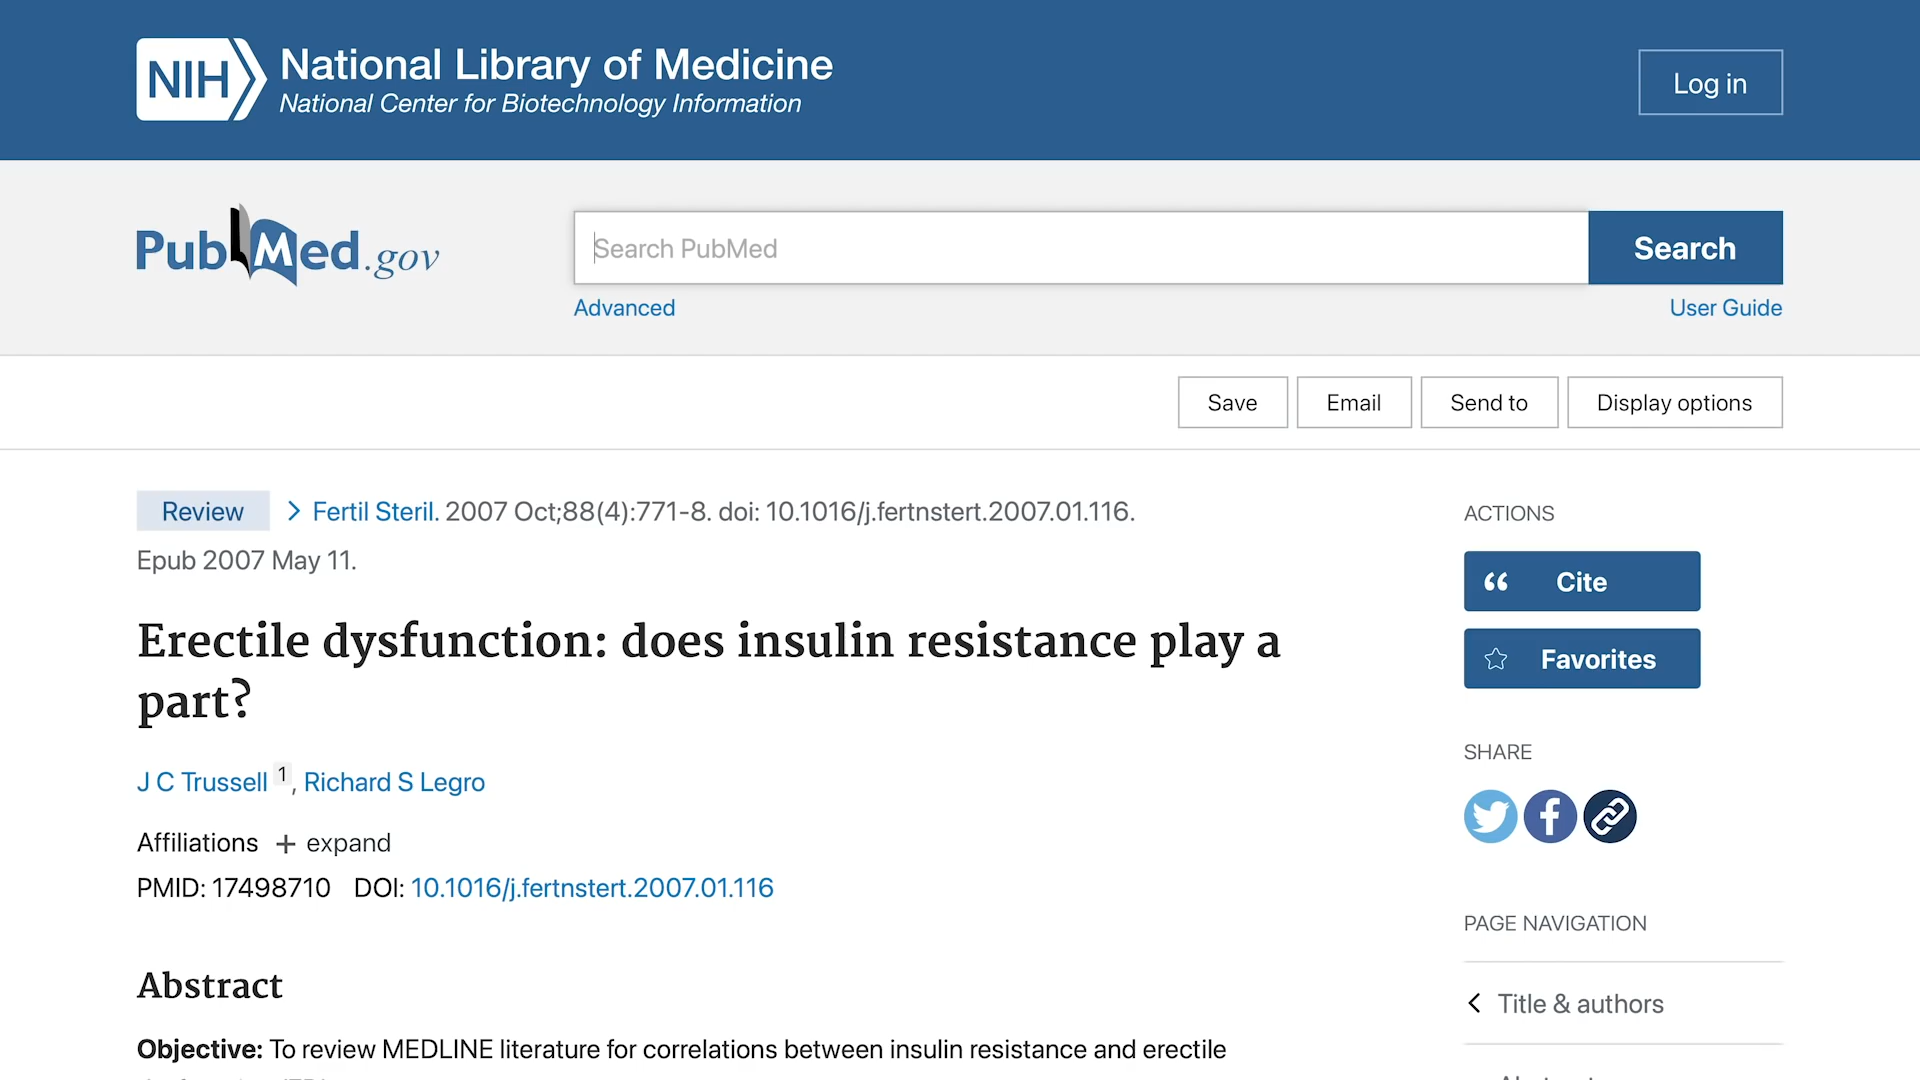 NIH National Library of Medicine
National Center for Biotechnology Information
Log in
PubMed.gov
Search PubMed
Search
Advanced
User Guide
Save
Email
Send to
Display options
Review > Fertil Steril. 2007 Oct;88(4):771-8. doi: 10.1016/j.fertnstert.2007.01.116.
Epub 2007 May 11.
Erectile dysfunction: does insulin resistance play a
part?
J C Trussell 1, Richard S Legro
Affiliations + expand
PMID: 17498710 DOI: 10.1016/j.fertnstert.2007.01.116
Abstract
Objective: To review MEDLINE literature for correlations between insulin resistance and erectile
ACTIONS
Cite
Favorites
SHARE
PAGE NAVIGATION
Title & authors